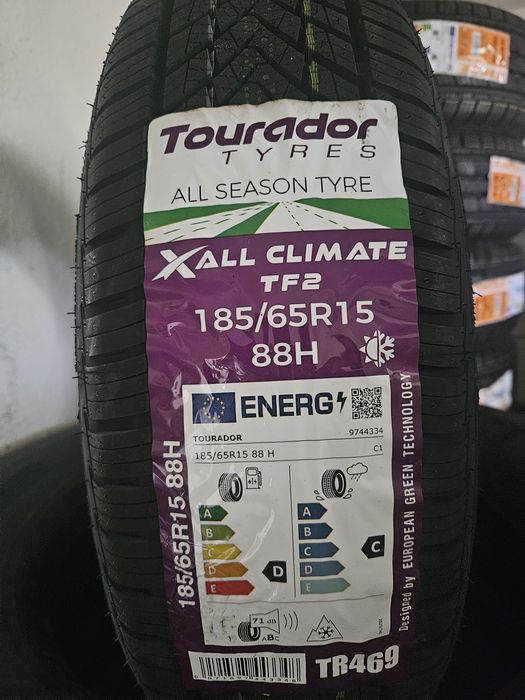 Tourador
TYRES
ALL SEASON TYRE
XALL CLIMATE
TF2
185/65R15
88H
ENERG
TOURADOR
9744334
185/65R15 88 H
C1
A
B
C
D
E
D
A
B
C
D
E
C
71 dB
ABC
185/65R15 88H
Designed by EUROPEAN GREEN TECHNOLOGY
TR469